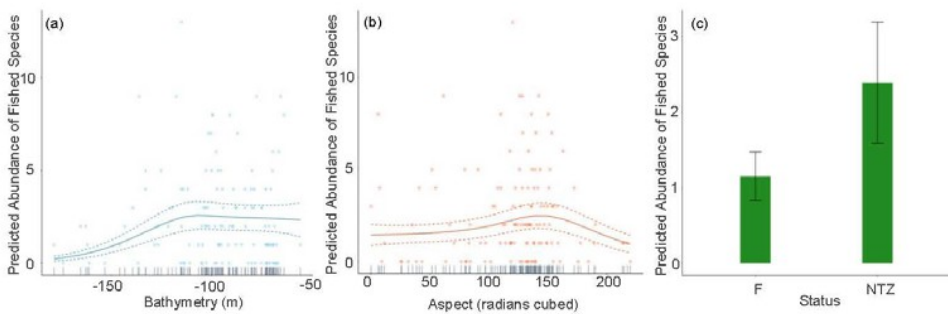 (a)
Predicted Abundance of Fished Species
10
5
0
-150
-100
-50
Bathymetry (m)
(b)
Predicted Abundance of Fished Species
10
5
0
0
50
100
150
200
Aspect (radians cubed)
(c)
Predicted Abundance of Fished Species
3
2
1
0
F
NTZ
Status